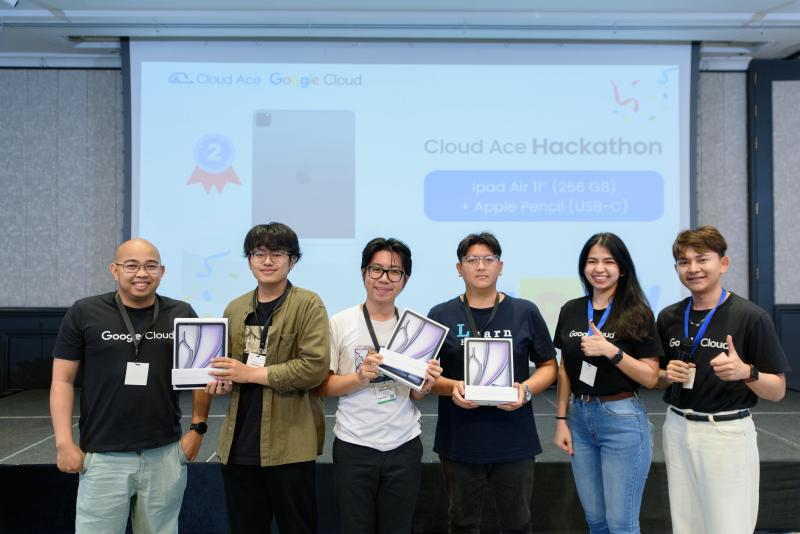 Cloud Ace Google Cloud
2
Cloud Ace Hackathon
Ipad Air 11" (256 GB)
+ Apple Pencil (USB-C)
Google Cloud
Learn
Google Cloud
Cloud